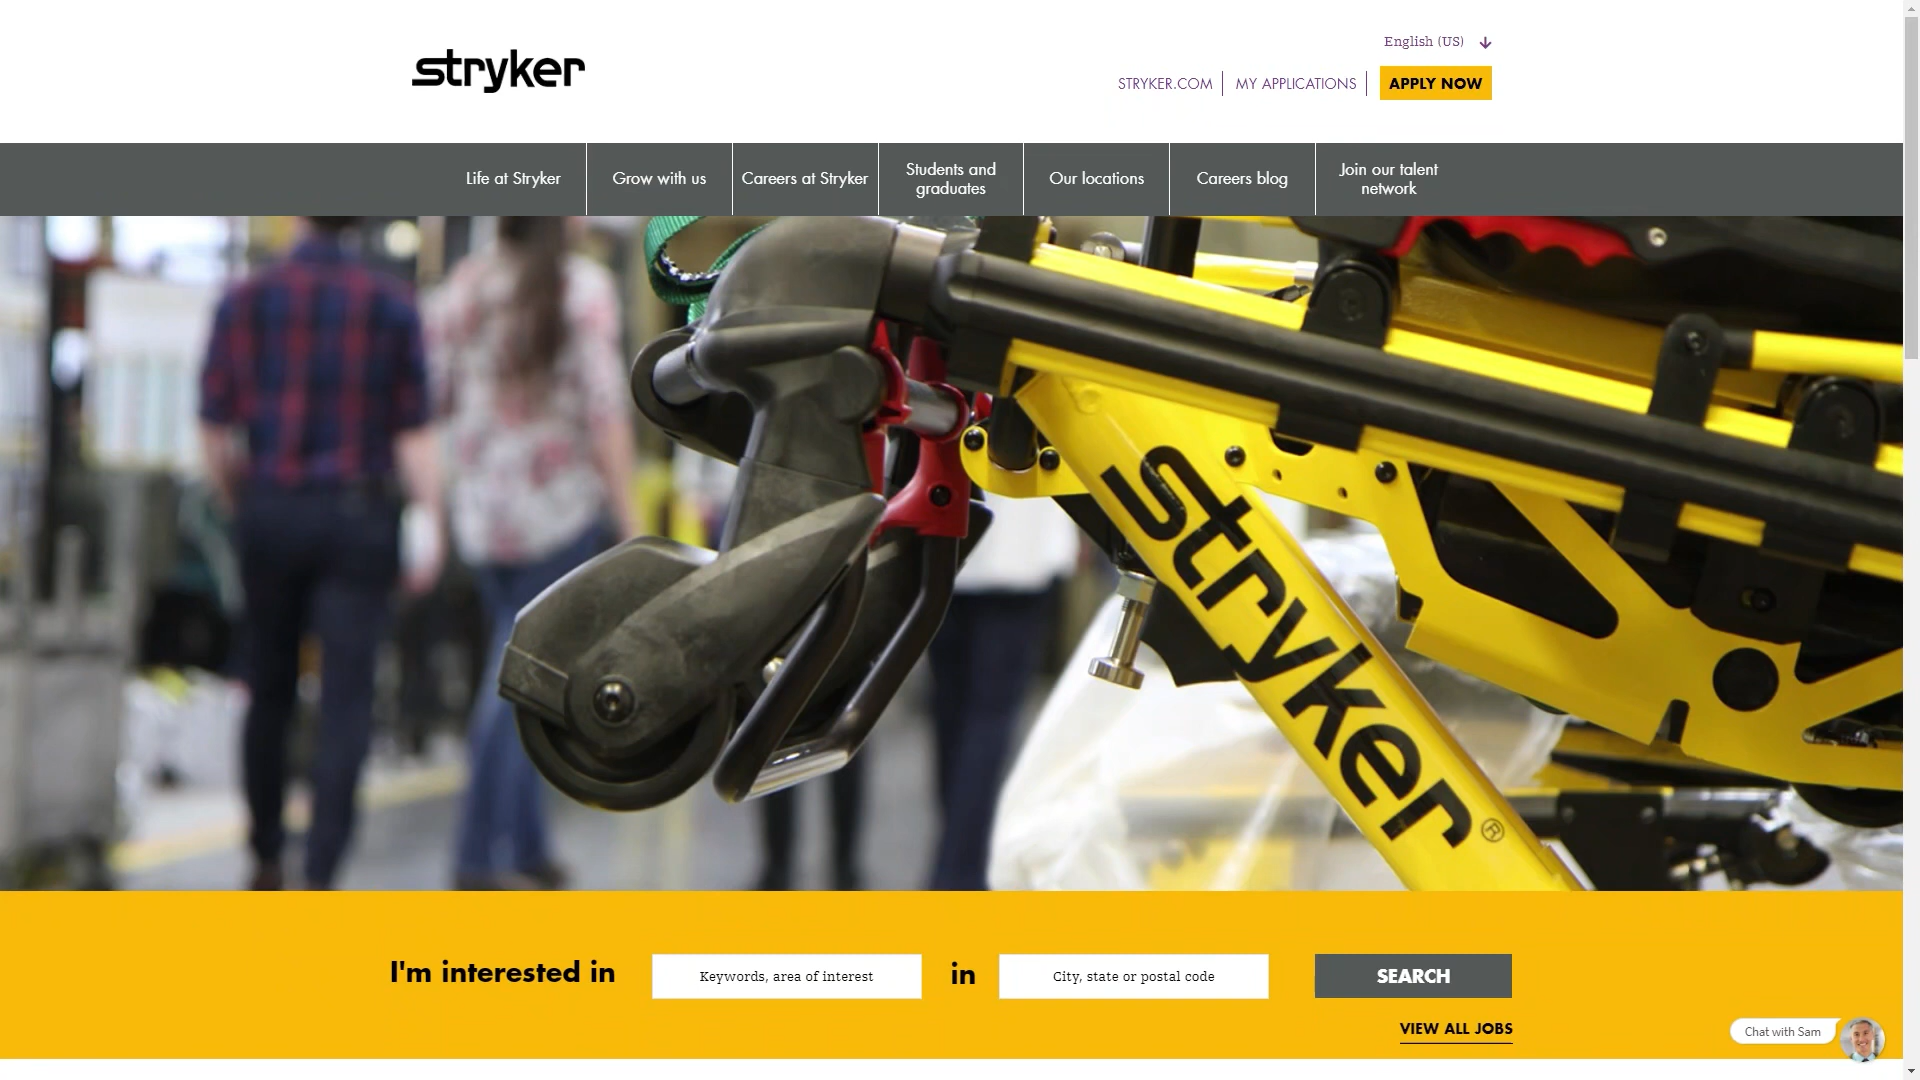 stryker
English (US)
STRYKER.COM
MY APPLICATIONS
APPLY NOW
Life at Stryker
Grow with us
Careers at Stryker
Students and
graduates
Our locations
Careers blog
Join our talent
network
stryker®
I'm interested in
Keywords, area of interest
in
City, state or postal code
SEARCH
VIEW ALL JOBS
Chat with Sam